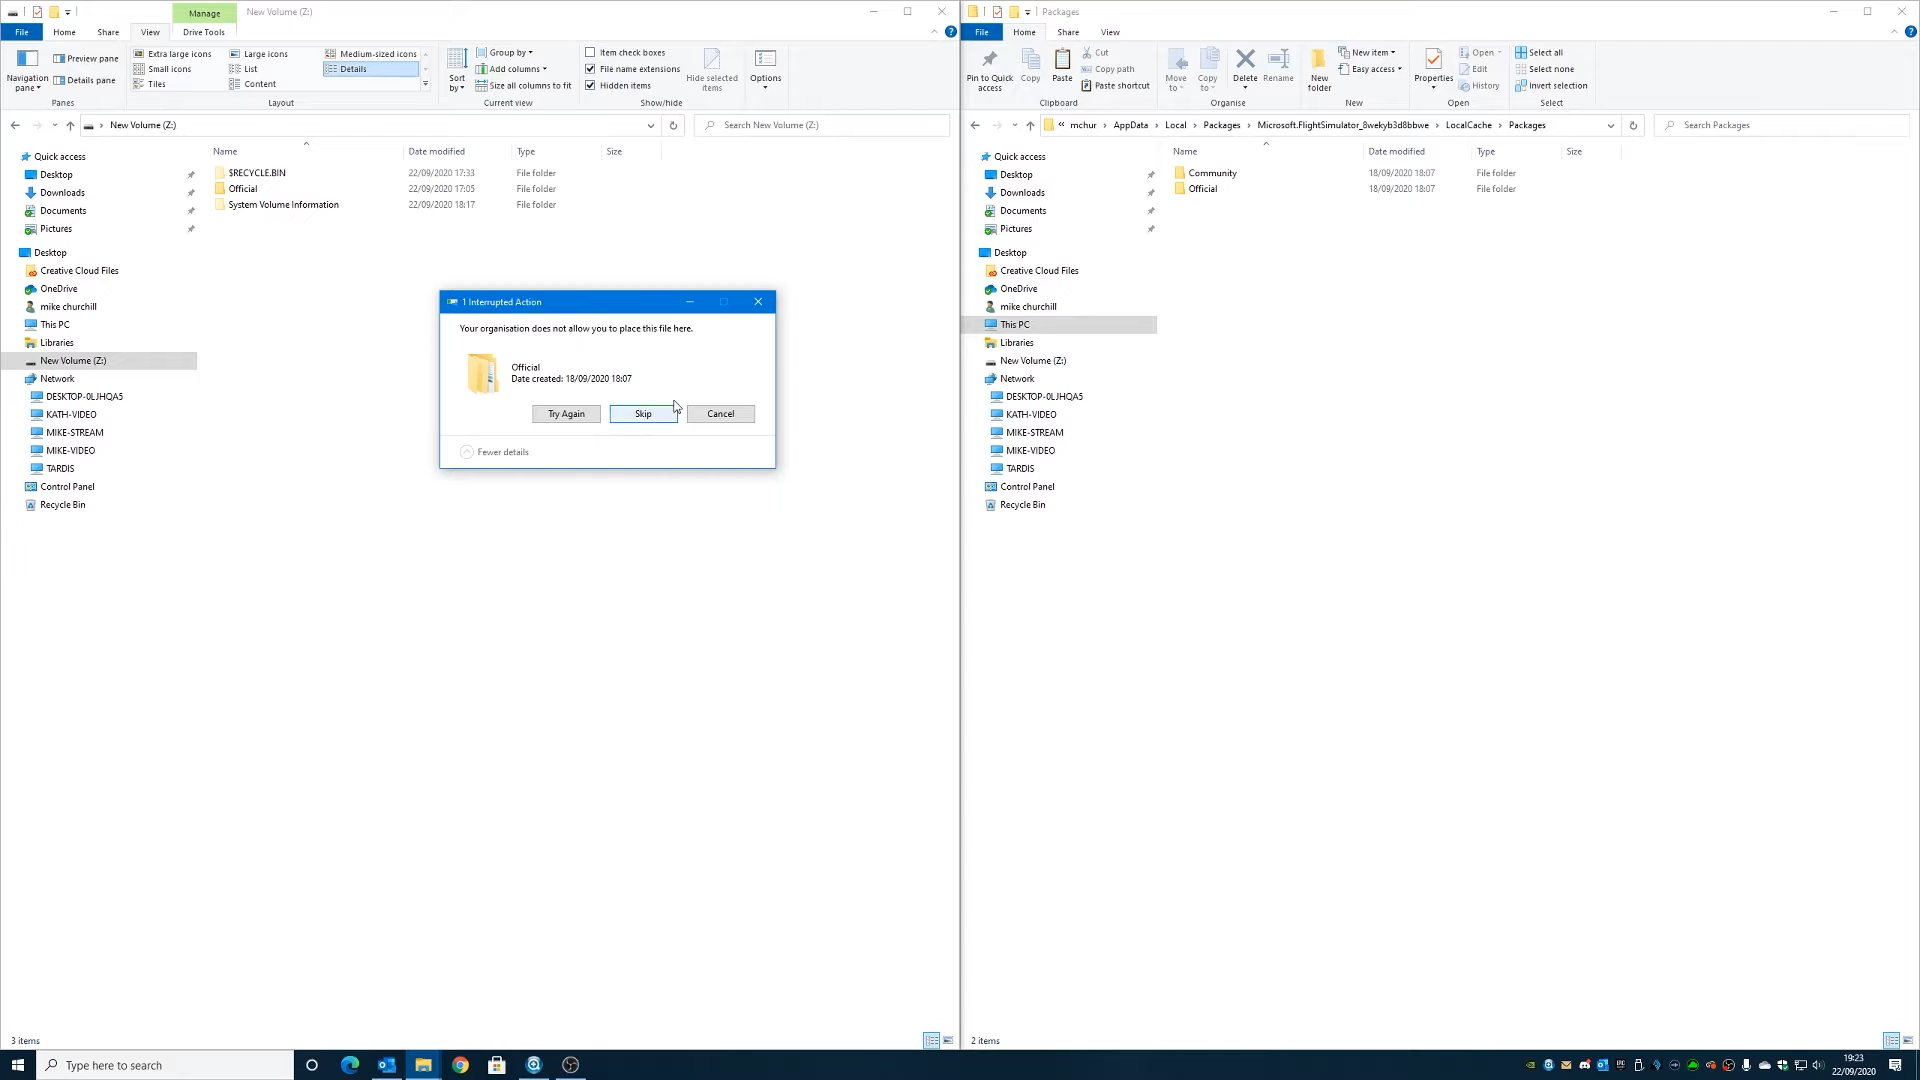 Manage
New Volume (Z:)
File
Home
Share
View
Drive Tools
Navigation pane
Preview pane
Details pane
Panes
Extra large icons
Large icons
Medium-sized icons
Small icons
List
Details
Tiles
Content
Layout
Sort by
Group by
Add columns
Size all columns to fit
Current view
Item check boxes
File name extensions
Hidden items
Hide selected items
Show/hide
Options
New Volume (Z:)
Search New Volume (Z:)
Name
Date modified
Type
Size
$RECYCLE.BIN
22/09/2020 17:33
File folder
Official
22/09/2020 17:05
File folder
System Volume Information
22/09/2020 18:17
File folder
Quick access
Desktop
Downloads
Documents
Pictures
Desktop
Creative Cloud Files
OneDrive
mike churchill
This PC
Libraries
New Volume (Z:)
Network
DESKTOP-0LJHQA5
KATH-VIDEO
MIKE-STREAM
MIKE-VIDEO
TARDIS
Control Panel
Recycle Bin
1 Interrupted Action
Your organisation does not allow you to place this file here.
Official
Date created: 18/09/2020 18:07
Try Again
Skip
Cancel
Fewer details
3 items
Packages
File
Home
Share
View
Pin to Quick access
Copy
Paste
Cut
Copy path
Paste shortcut
Clipboard
Move to
Copy to
Delete
Rename
Organise
New folder
New item
Easy access
New
Properties
Open
Edit
History
Open
Select all
Select none
Invert selection
Select
« mchur › AppData › Local › Packages › Microsoft.FlightSimulator_8wekyb3d8bbwe › LocalCache › Packages
Search Packages
Name
Date modified
Type
Size
Community
18/09/2020 18:07
File folder
Official
18/09/2020 18:07
File folder
Quick access
Desktop
Downloads
Documents
Pictures
Desktop
Creative Cloud Files
OneDrive
mike churchill
This PC
Libraries
New Volume (Z:)
Network
DESKTOP-0LJHQA5
KATH-VIDEO
MIKE-STREAM
MIKE-VIDEO
TARDIS
Control Panel
Recycle Bin
2 items
Type here to search
19:23
22/09/2020